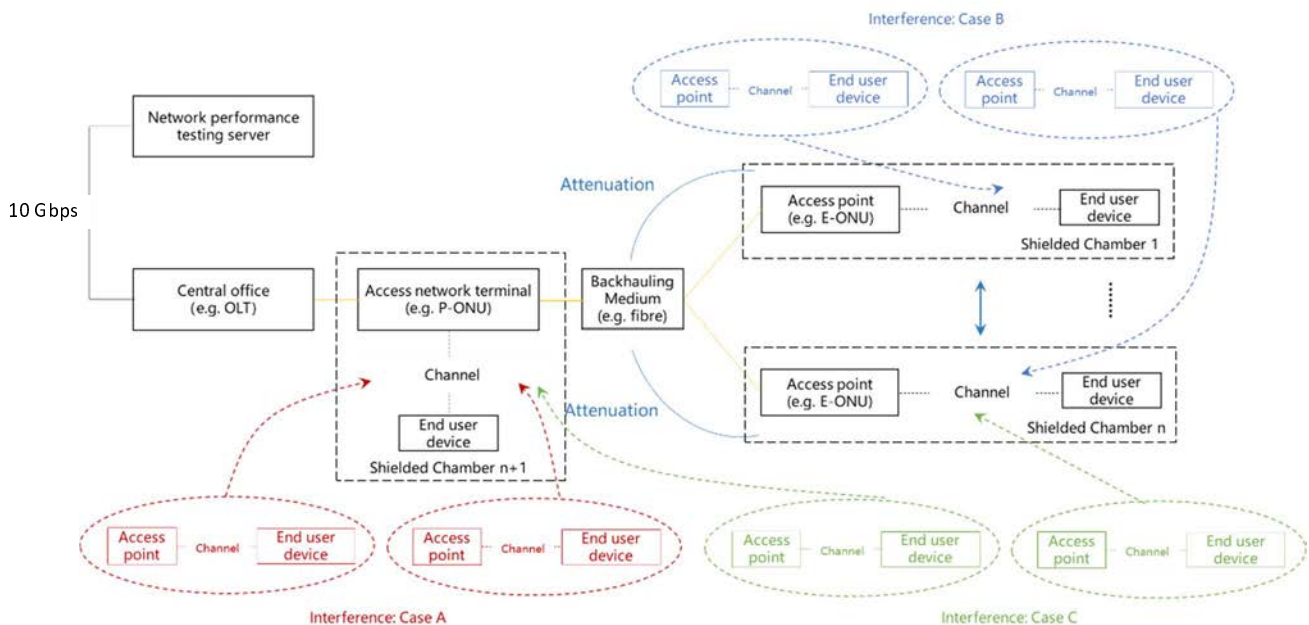 Interference: Case B
Access
point
Channel
End user
device
Access
point
Channel
End user
device
Network performance
testing server
10 Gbps
Attenuation
Access point
(e.g. E-ONU)
Channel
End user
device
Shielded Chamber 1
Central office
(e.g. OLT)
Access network terminal
(e.g. P-ONU)
Backhauling
Medium
(e.g. fibre)
Channel
End user
device
Shielded Chamber n+1
Attenuation
Access point
(e.g. E-ONU)
Channel
End user
device
Shielded Chamber n
Access
point
Channel
End user
device
Access
point
Channel
End user
device
Access
point
Channel
End user
device
Access
point
Channel
End user
device
Interference: Case A
Interference: Case C